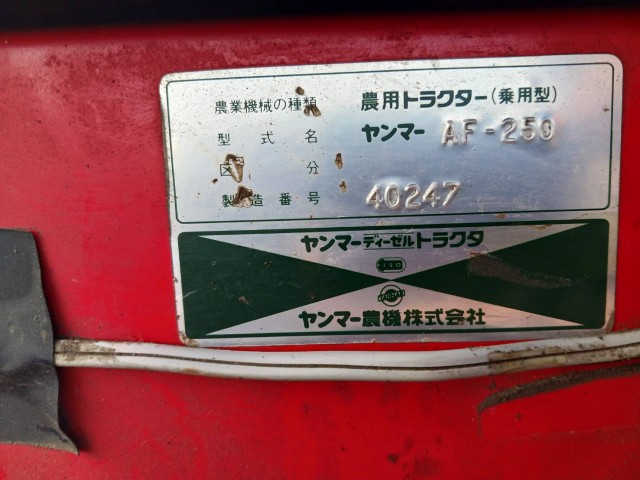 農業機械の種類 農用トラクター(乗用型)
型式名 ヤンマー AF-250
区分
製造番号 40247
ヤンマーディーゼルトラクタ
ヤンマー農機株式会社